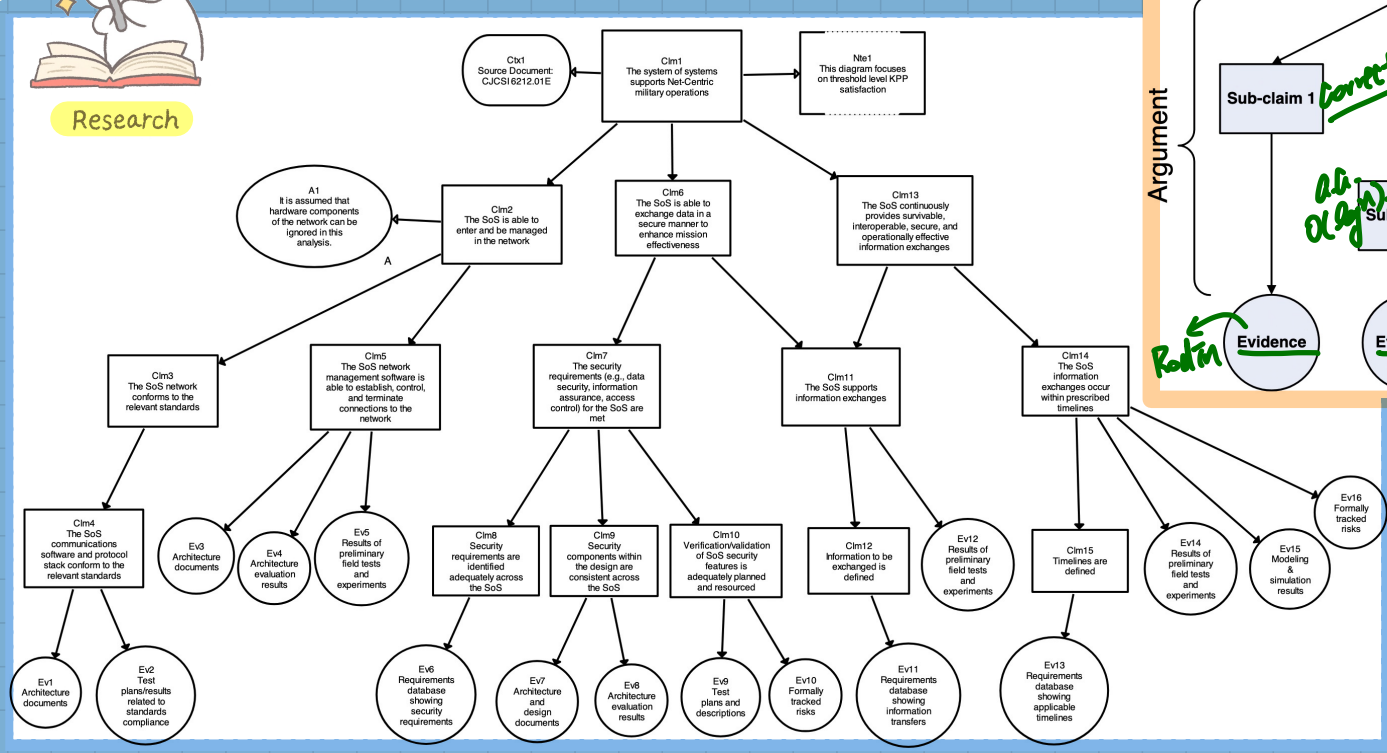 Research
Ctx1
Source Document:
CJCSI 6212.01E
Clm1
The system of systems
supports Net-Centric
military operations
Nte1
This diagram focuses
on threshold level KPP
satisfaction
A1
It is assumed that
hardware components
of the network can be
ignored in this
analysis.
A
Clm2
The SoS is able to
enter and be managed
in the network
Clm6
The SoS is able to
exchange data in a
secure manner to
enhance mission
effectiveness
Clm13
The SoS continuously
provides survivable,
interoperable, secure, and
operationally effective
information exchanges
Clm3
The SoS network
conforms to the
relevant standards
Clm5
The SoS network
management software is
able to establish, control,
and terminate
connections to the
network
Clm7
The security
requirements (e.g., data
security, information
assurance, access
control) for the SoS are
met
Clm11
The SoS supports
information exchanges
Clm14
The SoS
information
exchanges occur
within prescribed
timelines
Clm4
The SoS
communications
software and protocol
stack conform to the
relevant standards
Ev3
Architecture
documents
Ev4
Architecture
evaluation
results
Ev5
Results of
preliminary
field tests
and
experiments
Clm8
Security
requirements are
identified
adequately across
the SoS
Clm9
Security
components within
the design are
consistent across
the SoS
Clm10
Verification/validation
of SoS security
features is
adequately planned
and resourced
Clm12
Information to be
exchanged is
defined
Ev12
Results of
preliminary
field tests
and
experiments
Clm15
Timelines are
defined
Ev14
Results of
preliminary
field tests and
experiments
Ev15
Modeling
&
simulation
results
Ev16
Formally
tracked
risks
Ev1
Architecture
documents
Ev2
Test
plans/results
related to
standards
compliance
Ev6
Requirements
database
showing
security
requirements
Ev7
Architecture
and
design
documents
Ev8
Architecture
evaluation
results
Ev9
Test
plans and
descriptions
Ev10
Formally
tracked
risks
Ev11
Requirements
database
showing
information
transfers
Ev13
Requirements
database
showing
applicable
timelines
Argument
Sub-claim 1
Su
Evidence
E